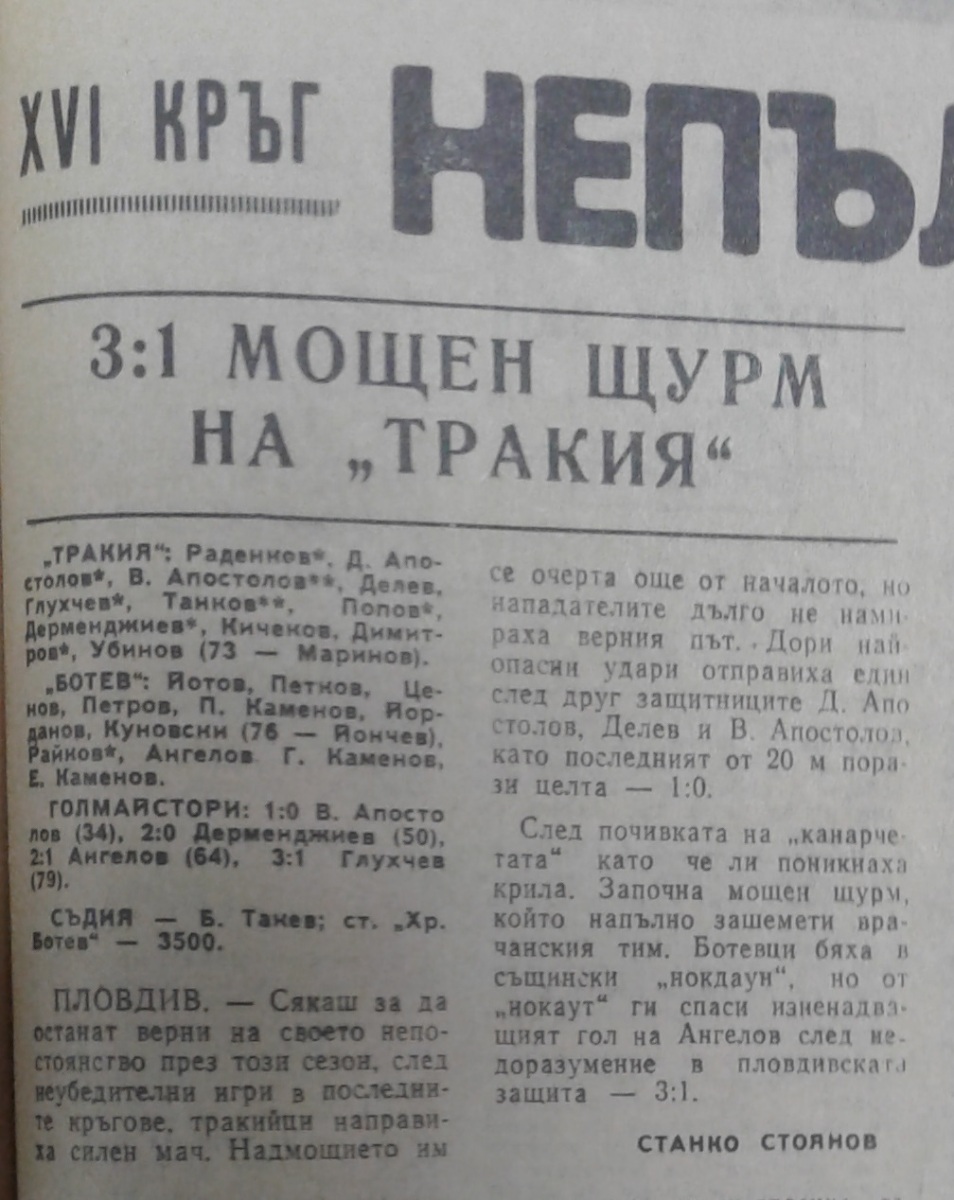 XVI КРЪГ
НЕПЪЛ
3:1 МОЩЕН ЩУРМ
НА „ТРАКИЯ“
„ТРАКИЯ“: Раденков*, Д. Апо-
столов*, В. Апостолов**, Делев,
Глухчев*, Танков**, Попов*,
Дерменджиев*, Кичеков, Димит-
ров*, Убинов (73 — Маринов).
„БОТЕВ“: Йотов, Петков, Це-
нов, Петров, П. Каменов, Йор-
данов, Куновски (76 — Йончев),
Райков*, Ангелов Г. Каменов,
Е. Каменов.
ГОЛМАЙСТОРИ: 1:0 В. Апосто
лов (34), 2:0 Дерменджиев (50),
2:1 Ангелов (64), 3:1 Глухчев
(79).
СЪДИЯ — Б. Танев; ст. „Хр.
Ботев“ — 3500.
ПЛОВДИВ. — Сякаш за да
останат верни на своето непо-
стоянство през този сезон, след
неубедителни игри в последни-
те кръгове, тракийци направи-
ха силен мач. Надмощието им
се очерта още от началото, но
нападателите дълго не нами-
раха верния път. Дори най-
опасни удари отправиха един
след друг защитниците Д. Апо
столов, Делев и В. Апостолов,
като последният от 20 м пора-
зи целта — 1:0.
След почивката на „канарче-
тата“ като че ли поникнаха
крила. Започна мощен щурм,
който напълно зашемети вра-
чанския тим. Ботевци бяха в
същински „нокдаун“, но от
„нокаут“ ги спаси изненадва-
щият гол на Ангелов след не-
доразумение в пловдивската
защита — 3:1.
СТАНКО СТОЯНОВ